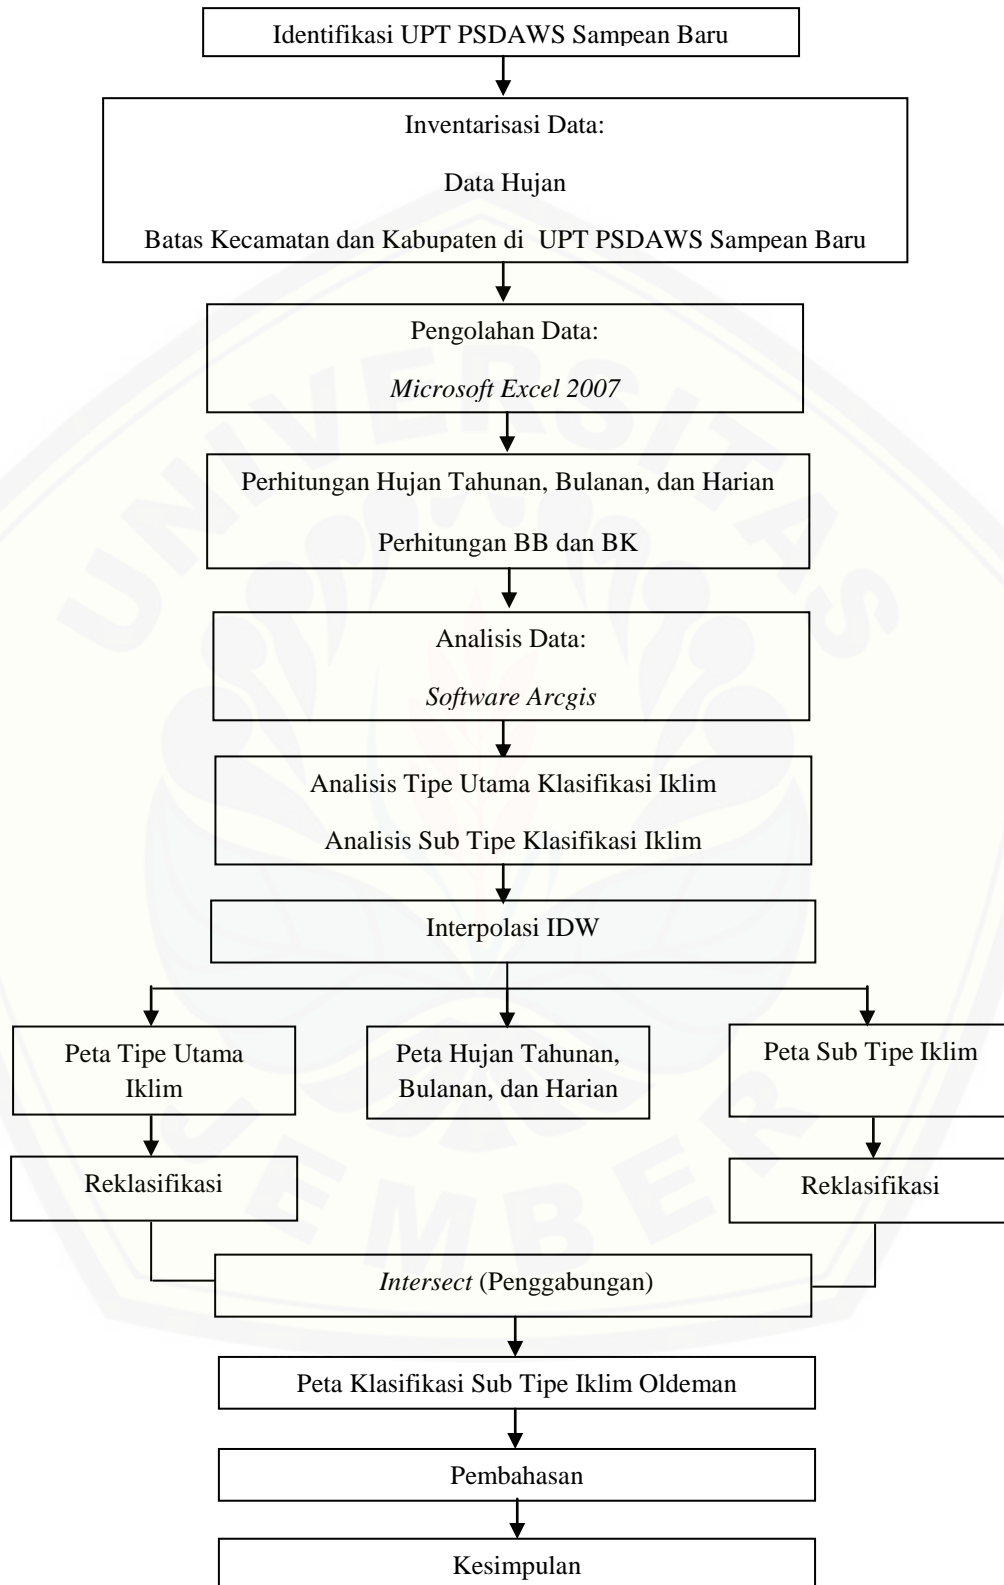 Identifikasi UPT PSDAWS Sampean Baru
Inventarisasi Data:
Data Hujan
Batas Kecamatan dan Kabupaten di UPT PSDAWS Sampean Baru
Pengolahan Data:
Microsoft Excel 2007
Perhitungan Hujan Tahunan, Bulanan, dan Harian
Perhitungan BB dan BK
Analisis Data:
Software Arcgis
Analisis Tipe Utama Klasifikasi Iklim
Analisis Sub Tipe Klasifikasi Iklim
Interpolasi IDW
Peta Tipe Utama
Iklim
Peta Hujan Tahunan,
Bulanan, dan Harian
Peta Sub Tipe Iklim
Reklasifikasi
Reklasifikasi
Intersect (Penggabungan)
Peta Klasifikasi Sub Tipe Iklim Oldeman
Pembahasan
Kesimpulan
UNIVERSITAS
JEMBER